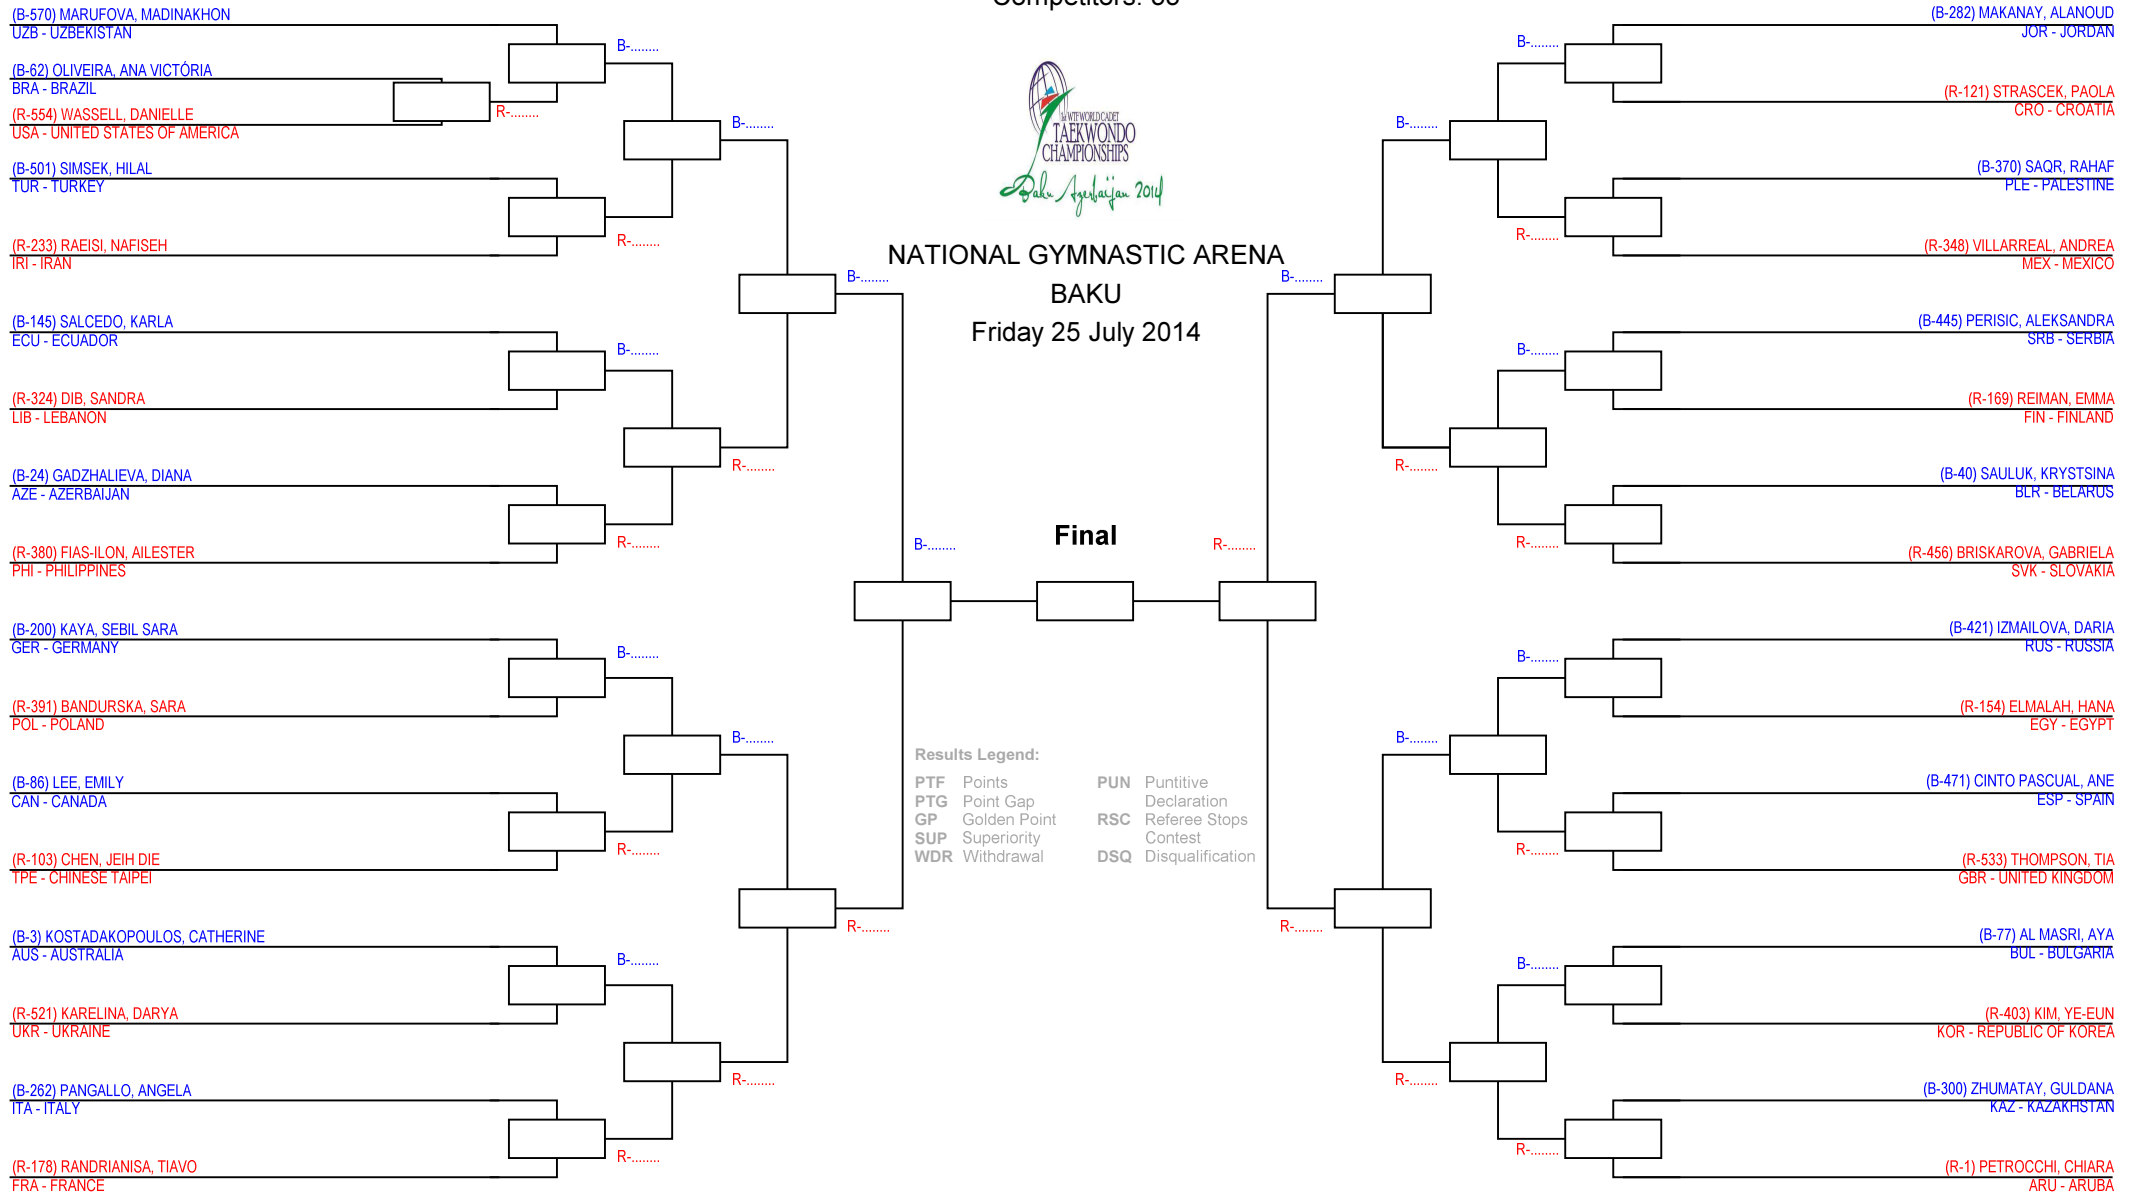 (B-570) MARUFOVA, MADINAKHON
UZB - UZBEKISTAN
(B-62) OLIVEIRA, ANA VICTÓRIA
BRA - BRAZIL
(R-554) WASSELL, DANIELLE
USA - UNITED STATES OF AMERICA
(B-501) SIMSEK, HILAL
TUR - TURKEY
(R-233) RAEISI, NAFISEH
IRI - IRAN
(B-145) SALCEDO, KARLA
ECU - ECUADOR
(R-324) DIB, SANDRA
LIB - LEBANON
(B-24) GADZHALIEVA, DIANA
AZE - AZERBAIJAN
(R-380) FIAS-ILON, AILESTER
PHI - PHILIPPINES
(B-200) KAYA, SEBIL SARA
GER - GERMANY
(R-391) BANDURSKA, SARA
POL - POLAND
(B-86) LEE, EMILY
CAN - CANADA
(R-103) CHEN, JEIH DIE
TPE - CHINESE TAIPEI
(B-3) KOSTADAKOPOULOS, CATHERINE
AUS - AUSTRALIA
(R-521) KARELINA, DARYA
UKR - UKRAINE
(B-262) PANGALLO, ANGELA
ITA - ITALY
(R-178) RANDRIANISA, TIAVO
FRA - FRANCE
R-........
B-........
R-........
B-........
R-........
B-........
R-........
B-........
R-........
B-........
R-........
B-........
R-........
B-........
R-........
B-........
R-........
WTF WORLD CADET
TAEKWONDO
CHAMPIONSHIPS
Baku Azerbaijan 2014
NATIONAL GYMNASTIC ARENA
BAKU
Friday 25 July 2014
Final
Results Legend:
PTF Points
PTG Point Gap
GP Golden Point
SUP Superiority
WDR Withdrawal
PUN Puntitive
Declaration
RSC Referee Stops
Contest
DSQ Disqualification
B-........
R-........
B-........
R-........
B-........
R-........
B-........
R-........
B-........
R-........
B-........
R-........
B-........
R-........
B-........
R-........
(B-282) MAKANAY, ALANOUD
JOR - JORDAN
(R-121) STRASCEK, PAOLA
CRO - CROATIA
(B-370) SAQR, RAHAF
PLE - PALESTINE
(R-348) VILLARREAL, ANDREA
MEX - MEXICO
(B-445) PERISIC, ALEKSANDRA
SRB - SERBIA
(R-169) REIMAN, EMMA
FIN - FINLAND
(B-40) SAULUK, KRYSTSINA
BLR - BELARUS
(R-456) BRISKAROVA, GABRIELA
SVK - SLOVAKIA
(B-421) IZMAILOVA, DARIA
RUS - RUSSIA
(R-154) ELMALAH, HANA
EGY - EGYPT
(B-471) CINTO PASCUAL, ANE
ESP - SPAIN
(R-533) THOMPSON, TIA
GBR - UNITED KINGDOM
(B-77) AL MASRI, AYA
BUL - BULGARIA
(R-403) KIM, YE-EUN
KOR - REPUBLIC OF KOREA
(B-300) ZHUMATAY, GULDANA
KAZ - KAZAKHSTAN
(R-1) PETROCCHI, CHIARA
ARU - ARUBA